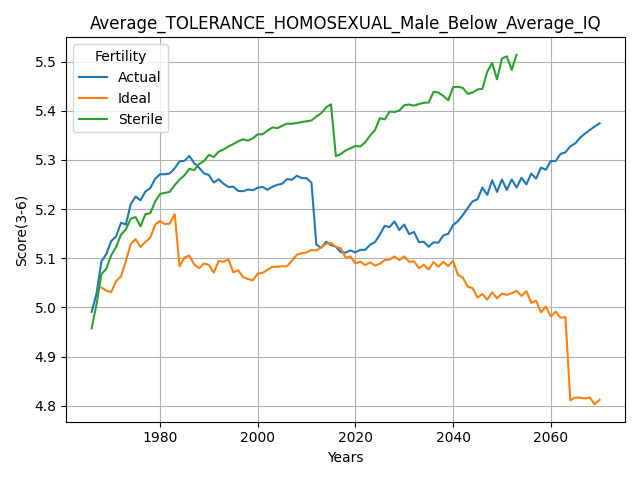 Average_TOLERANCE_HOMOSEXUAL_Male_Below_Average_IQ
Fertility
Actual
Ideal
Sterile
Score(3-6)
5.5
5.4
5.3
5.2
5.1
5.0
4.9
4.8
1980
2000
2020
2040
2060
Years